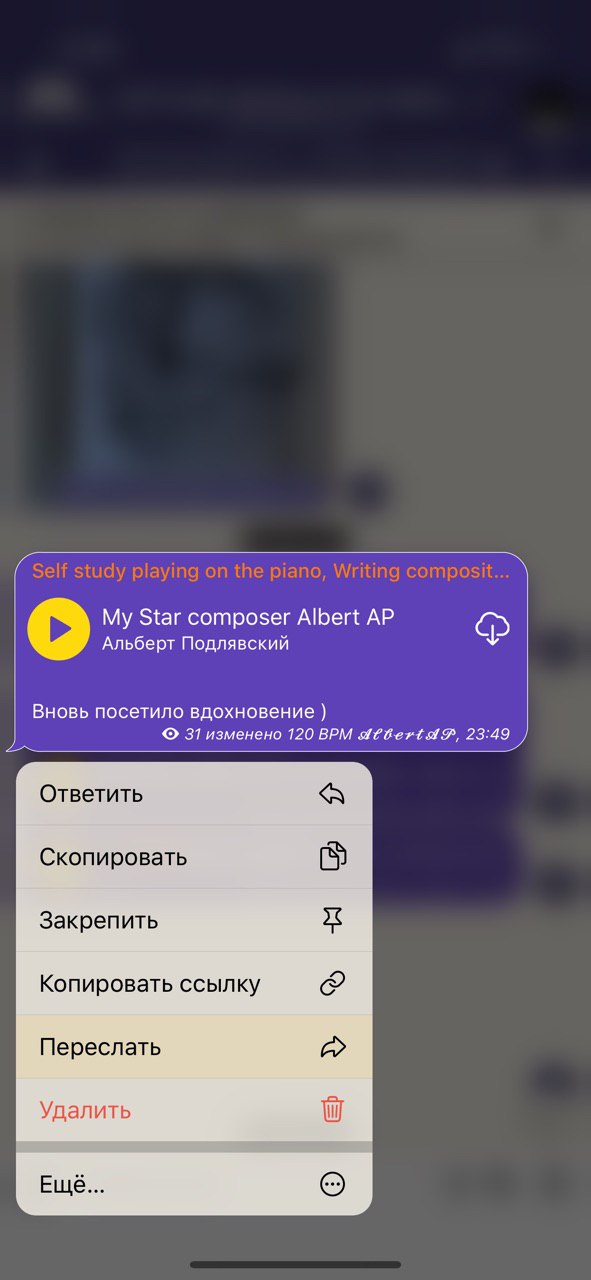 Self study playing on the piano, Writing composit...
My Star composer Albert AP
Альберт Подлявский
Вновь посетило вдохновение )
31 изменено 120 BPM 𝓐𝓵𝓫𝓮𝓻𝓽𝓐𝓟, 23:49
Ответить
Скопировать
Закрепить
Копировать ссылку
Переслать
Удалить
Ещё...